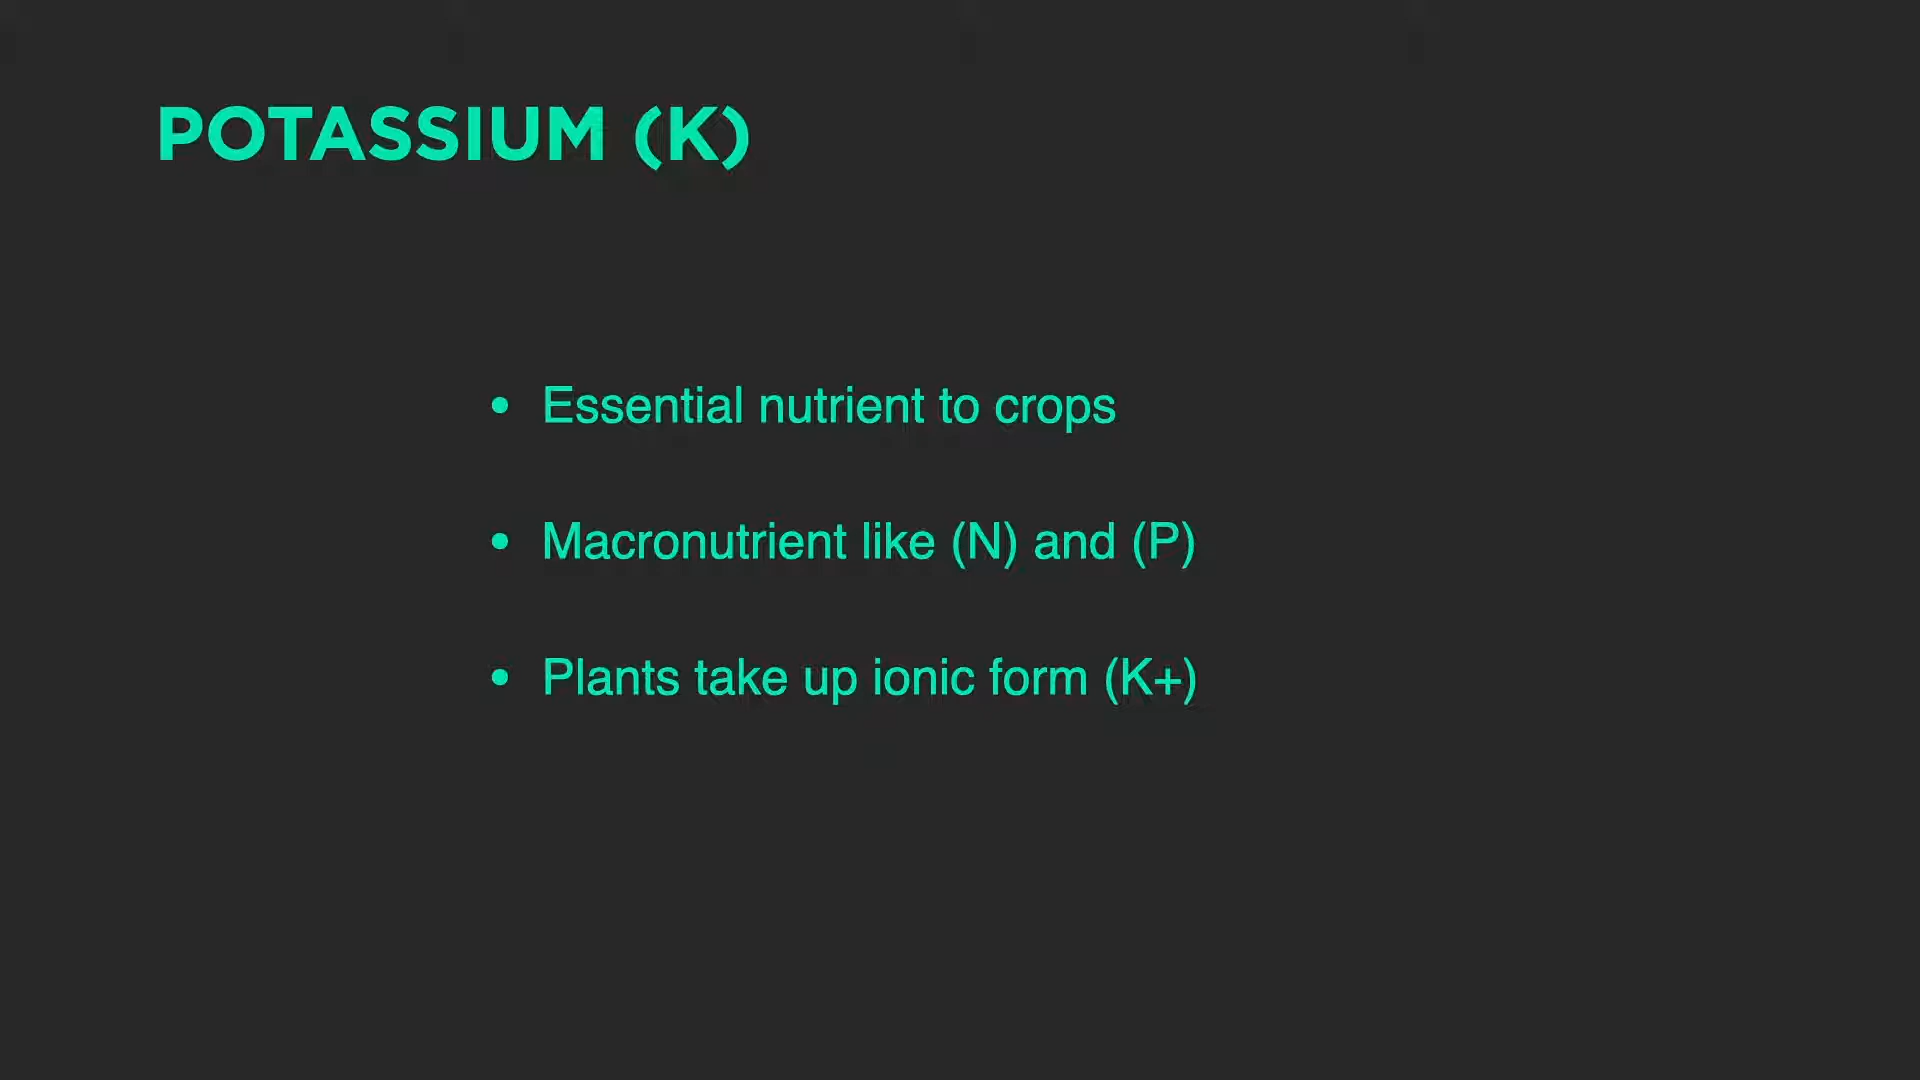 POTASSIUM (K)
• Essential nutrient to crops
• Macronutrient like (N) and (P)
• Plants take up ionic form (K+)